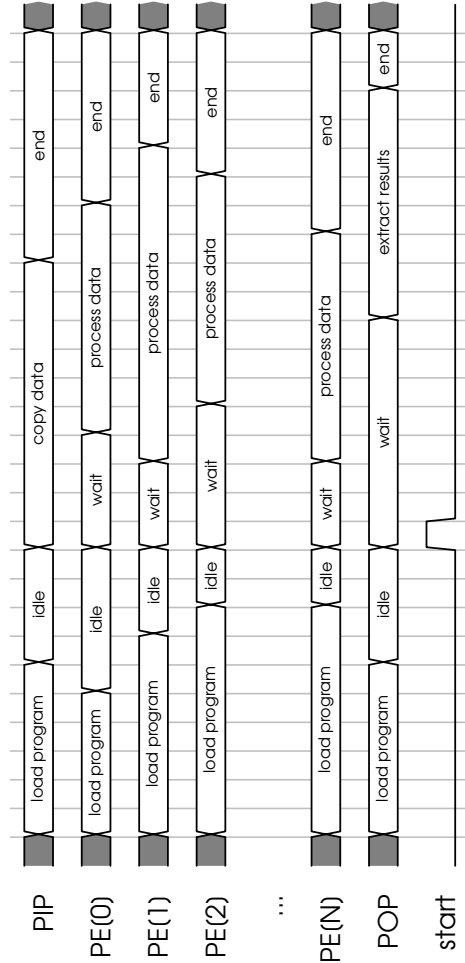 PIP load program idle copy data end
PE(0) load program idle wait process data end
PE(1) load program idle wait process data end
PE(2) load program idle wait process data end
...
PE(N) load program idle wait process data end
POP load program idle wait extract results end
start